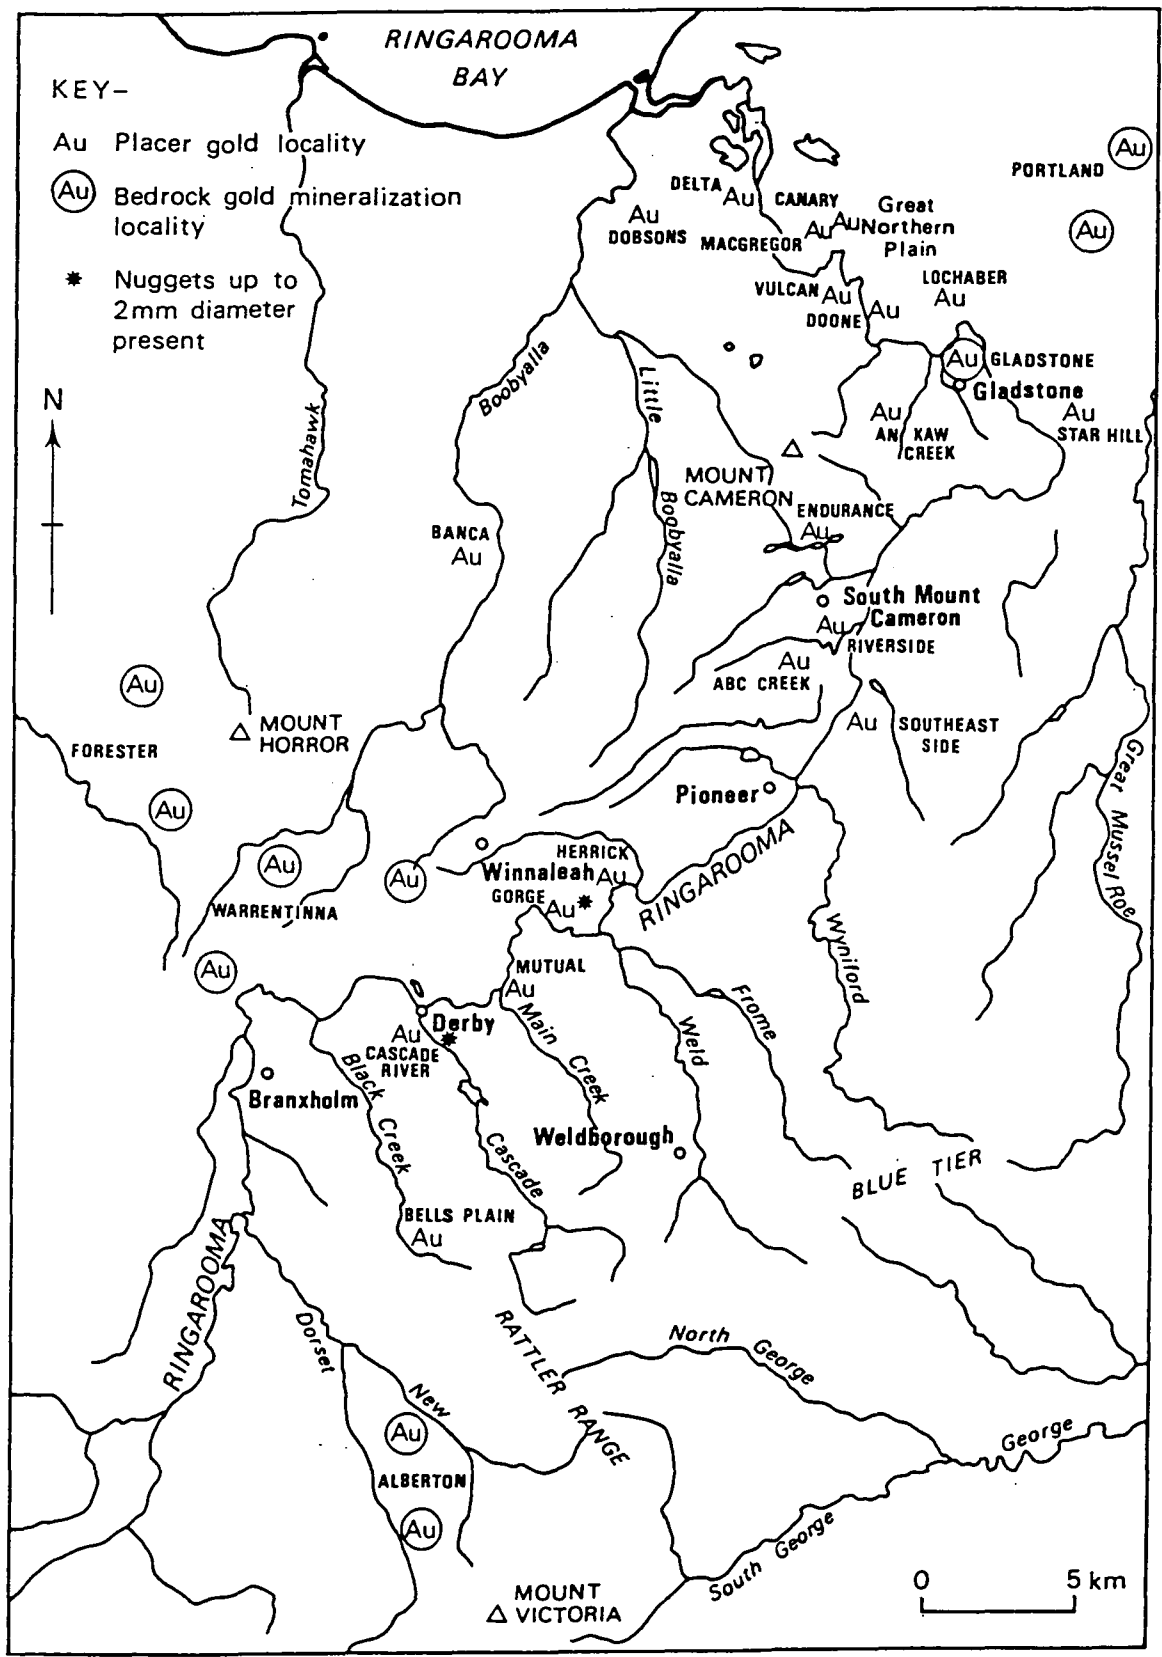 RINGAROOMA
BAY
KEY-
Au Placer gold locality
Au Bedrock gold mineralization
locality
* Nuggets up to
2mm diameter
present
N
PORTLAND
Au
Au
DELTA
Au
CANARY
Au
Au
Great
Northern
Plain
Au
DOBSONS
MACGREGOR
LOCHABER
Au
VULCAN Au
DOONE Au
Au GLADSTONE
Gladstone
Boobyalla
Little
Boobyalla
Tomahawk
Au
AN KAW
CREEK
Au
STAR HILL
MOUNT
CAMERON
ENDURANCE
Au
BANCA
Au
South Mount
Cameron
Au
RIVERSIDE
Au
ABC CREEK
Au
MOUNT
HORROR
FORESTER
Au
SOUTHEAST
SIDE
Au
Great Mussel Roe
Pioneer
RINGAROOMA
Au
Au
WARRENTINNA
HERRICK
Winnaleah Au
GORGE
Au *
Wyniford
Au
MUTUAL
Au
Main Creek
Frome
Weld
Derby
*
Au
CASCADE
RIVER
Black Creek
Branxholm
Cascade
Weldborough
BLUE TIER
BELLS PLAIN
Au
RINGAROOMA
Dorset
RATTLER RANGE
North George
New
Au
ALBERTON
Au
George
South George
MOUNT
VICTORIA
0 5 km